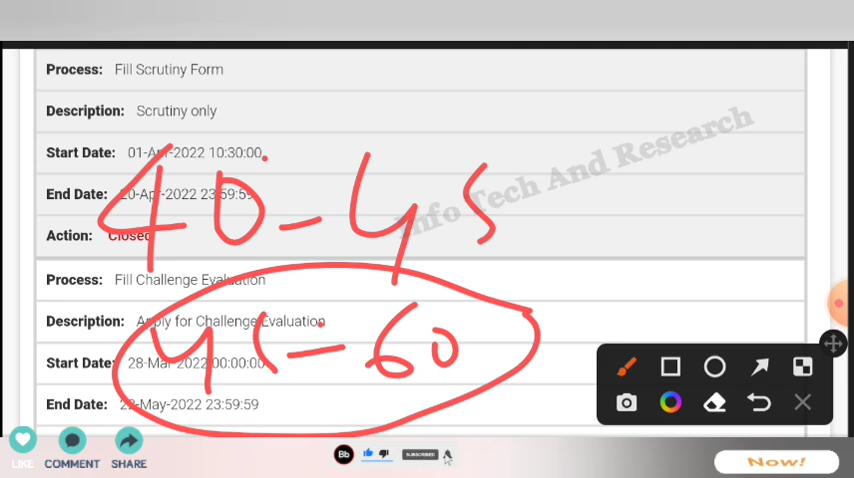 Process: Fill Scrutiny Form
Description: Scrutiny only
Info Tech And Research
Start Date: 01-Apr-2022 10:30:00
End Date: 20-Apr-2022 23:59:59
Action: Closed
40-45
Process: Fill Challenge Evaluation
Description: Apply for Challenge Evaluation
Start Date: 28-Mar-2022 00:00:00
45-60
End Date: 22-May-2022 23:59:59
LIKE COMMENT SHARE
Bb SUBSCRIBED
Now!